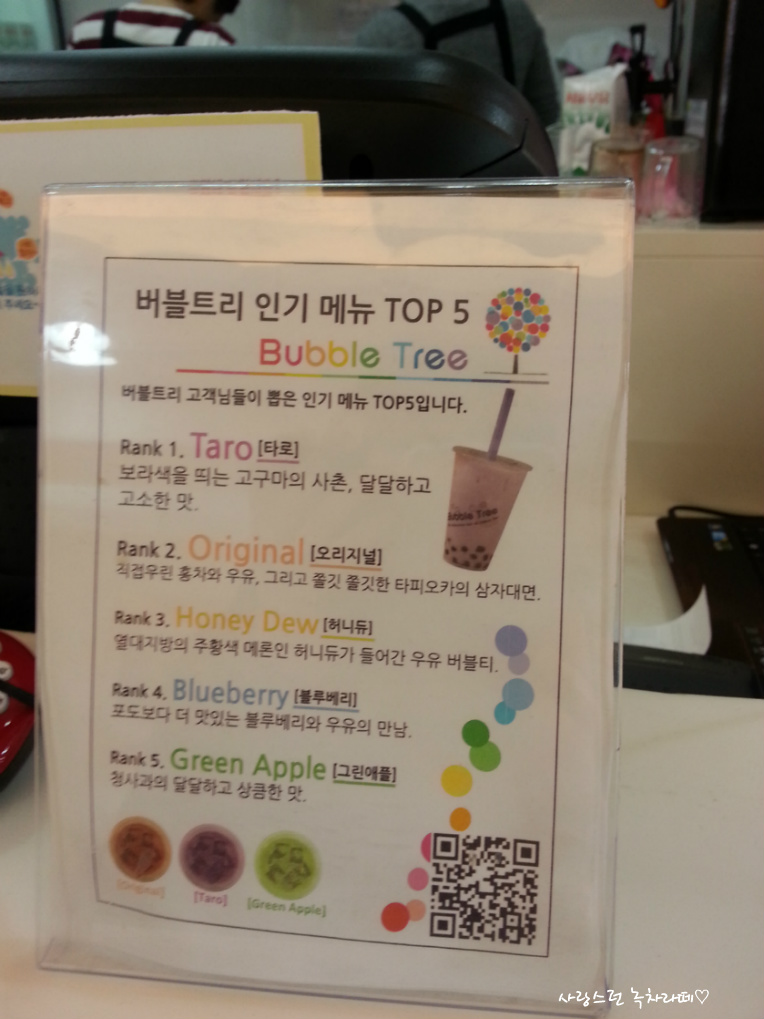 버블트리 인기 메뉴 TOP 5
Bubble Tree
버블트리 고객님들이 뽑은 인기 메뉴 TOP5입니다.
Rank 1. Taro [타로]
보라색을 띄는 고구마의 사촌, 달달하고
고소한 맛.
Bubble Tree
Rank 2. Original [오리지널]
직접우린 홍차와 우유, 그리고 쫄깃 쫄깃한 타피오카의 삼자대면.
Rank 3. Honey Dew [허니듀]
열대지방의 주황색 메론인 허니듀가 들어간 우유 버블티.
Rank 4. Blueberry [블루베리]
포도보다 더 맛있는 블루베리와 우유의 만남.
Rank 5. Green Apple [그린애플]
청사과의 달달하고 상큼한 맛.
[Original] [Taro] [Green Apple]
사랑스런 녹차라떼♡